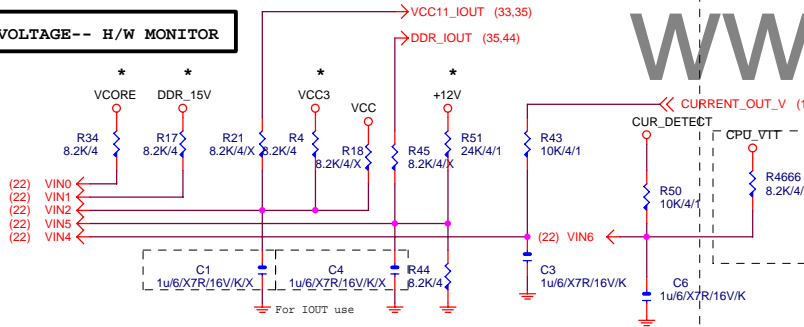 VCC11_IOUT (33,35)
VOLTAGE-- H/W MONITOR
DDR_IOUT (35,44)
WW
* * * *
VCORE DDR_15V VCC3 VCC +12V
CURRENT_OUT_V (1
CUR_DETECT
CPU_VTT
R34 8.2K/4
R17 8.2K/4
R21 8.2K/4/X
R4 8.2K/4
R18 8.2K/4/X
R45 8.2K/4/X
R51 24K/4/1
R43 10K/4/1
R50 10K/4/1
R4666 8.2K/4/
(22) VIN0
(22) VIN1
(22) VIN2
(22) VIN5
(22) VIN4
(22) VIN6
C1 1u/6/X7R/16V/K/X
C4 1u/6/X7R/16V/K/X
R44 8.2K/4
C3 1u/6/X7R/16V/K
C6 1u/6/X7R/16V/K
For IOUT use